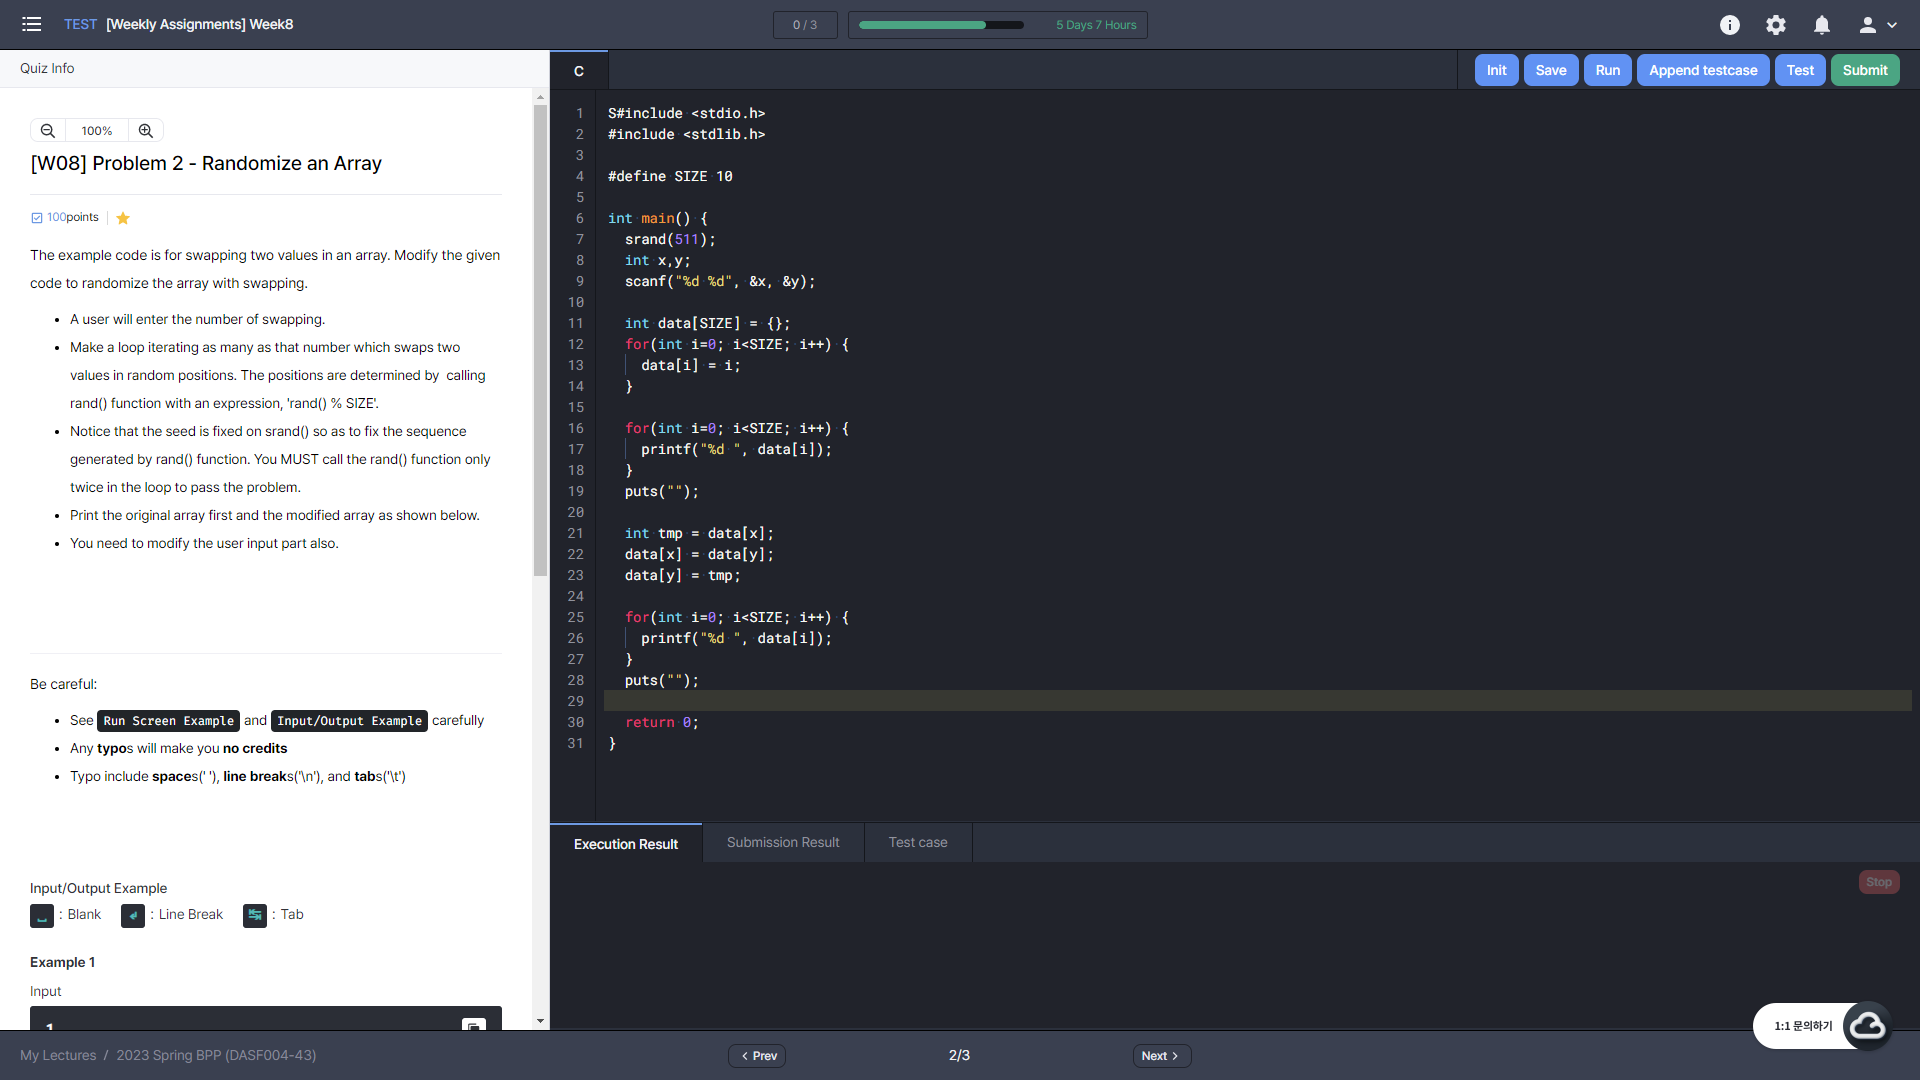 TEST [Weekly Assignments] Week8
0 / 3
5 Days 7 Hours
Quiz Info
C
Init Save Run Append testcase Test Submit
100%
[W08] Problem 2 - Randomize an Array
100points
The example code is for swapping two values in an array. Modify the given
code to randomize the array with swapping.
A user will enter the number of swapping.
Make a loop iterating as many as that number which swaps two
values in random positions. The positions are determined by  calling
rand() function with an expression, 'rand() % SIZE'.
Notice that the seed is fixed on srand() so as to fix the sequence
generated by rand() function. You MUST call the rand() function only
twice in the loop to pass the problem.
Print the original array first and the modified array as shown below.
You need to modify the user input part also.
Be careful:
See Run Screen Example and Input/Output Example carefully
Any typos will make you no credits
Typo include spaces(' '), line breaks('\n'), and tabs('\t')
Input/Output Example
: Blank : Line Break : Tab
Example 1
Input
1
1 S#include <stdio.h>
2 #include <stdlib.h>
3
4 #define SIZE 10
5
6 int main() {
7 srand(511);
8 int x,y;
9 scanf("%d %d", &x, &y);
10
11 int data[SIZE] = {};
12 for(int i=0; i<SIZE; i++) {
13 data[i] = i;
14 }
15
16 for(int i=0; i<SIZE; i++) {
17 printf("%d ", data[i]);
18 }
19 puts("");
20
21 int tmp = data[x];
22 data[x] = data[y];
23 data[y] = tmp;
24
25 for(int i=0; i<SIZE; i++) {
26 printf("%d ", data[i]);
27 }
28 puts("");
29
30 return 0;
31 }
Execution Result Submission Result Test case
Stop
1:1 문의하기
My Lectures / 2023 Spring BPP (DASF004-43)
Prev 2/3 Next